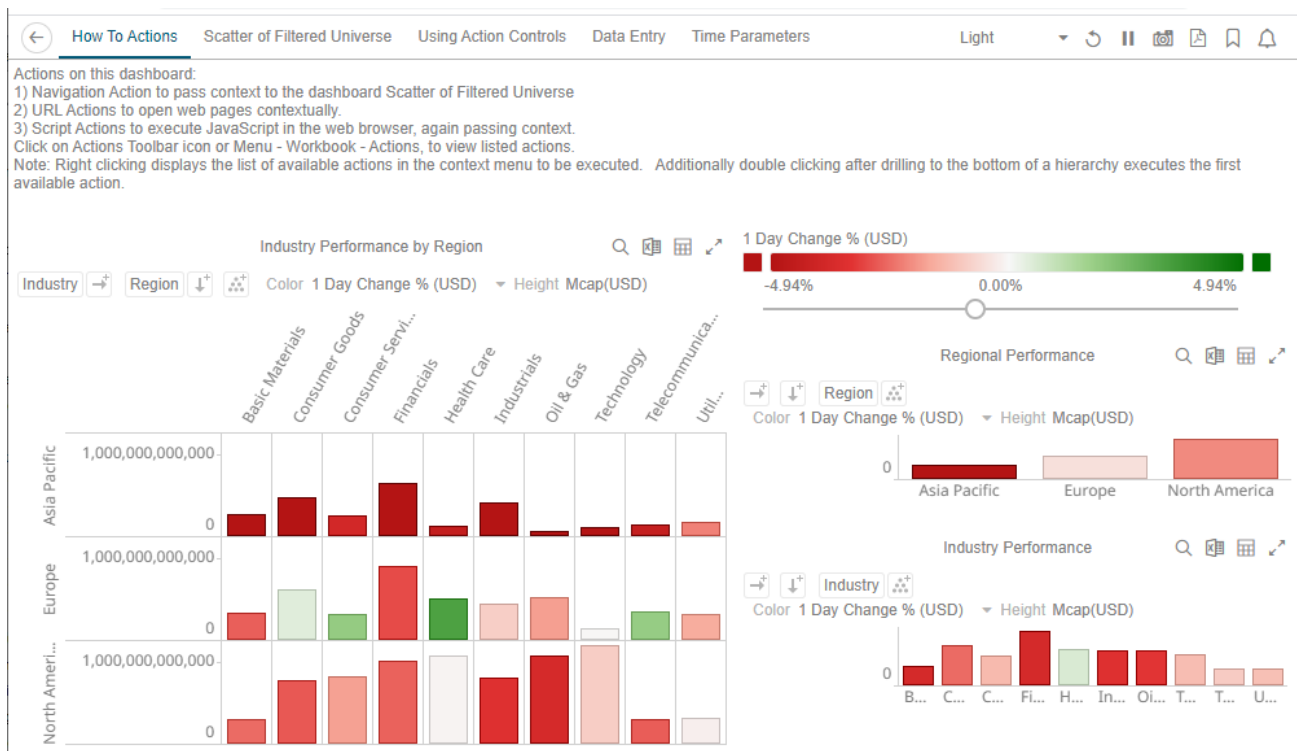 How To Actions Scatter of Filtered Universe Using Action Controls Data Entry Time Parameters Light
Actions on this dashboard:
1) Navigation Action to pass context to the dashboard Scatter of Filtered Universe
2) URL Actions to open web pages contextually.
3) Script Actions to execute JavaScript in the web browser, again passing context.
Click on Actions Toolbar icon or Menu - Workbook - Actions, to view listed actions.
Note: Right clicking displays the list of available actions in the context menu to be executed. Additionally double clicking after drilling to the bottom of a hierarchy executes the first
available action.
Industry Performance by Region
Industry Region Color 1 Day Change % (USD) Height Mcap(USD)
Basic Materials
Consumer Goods
Consumer Servi...
Financials
Health Care
Industrials
Oil & Gas
Technology
Telecommunica...
Util...
Asia Pacific
1,000,000,000,000
0
Europe
1,000,000,000,000
0
North Ameri...
1,000,000,000,000
0
1 Day Change % (USD)
-4.94% 0.00% 4.94%
Regional Performance
Region
Color 1 Day Change % (USD) Height Mcap(USD)
0
Asia Pacific Europe North America
Industry Performance
Industry
Color 1 Day Change % (USD) Height Mcap(USD)
0
B... C... C... Fi... H... In... Oi... T... T... U...